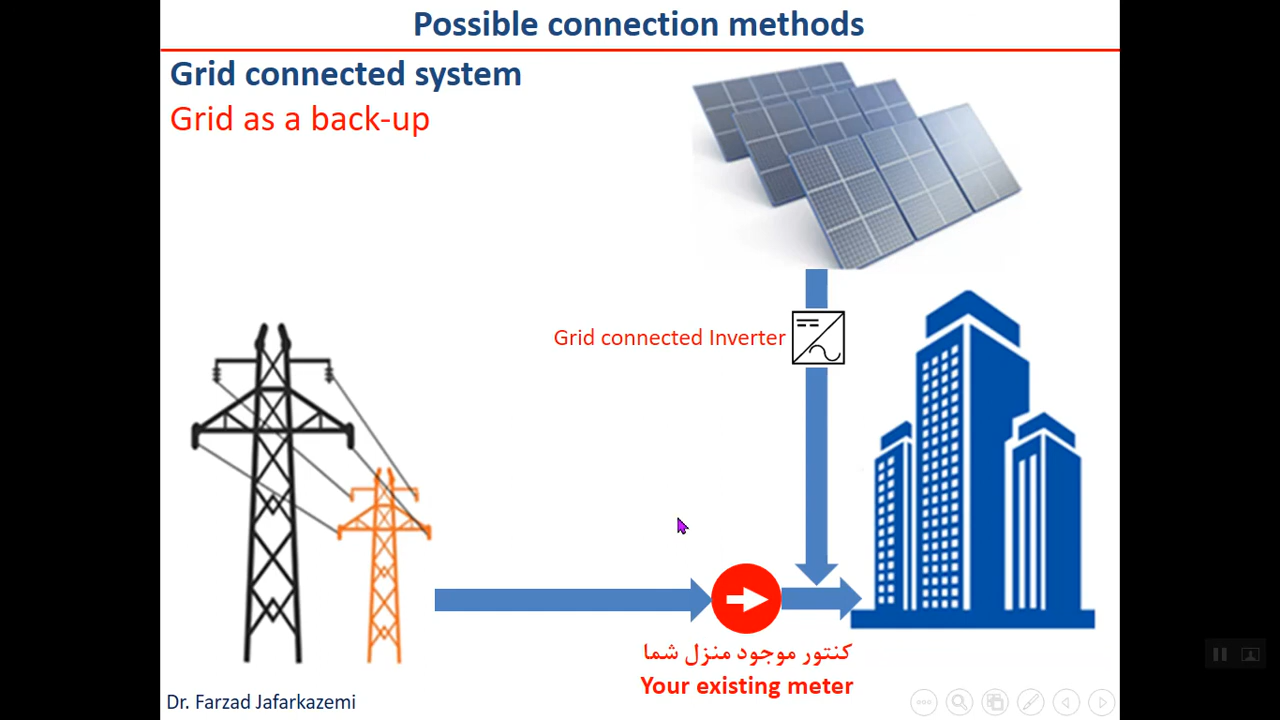 Possible connection methods
Grid connected system
Grid as a back-up
Grid connected Inverter
کنتور موجود منزل شما
Your existing meter
Dr. Farzad Jafarkazemi